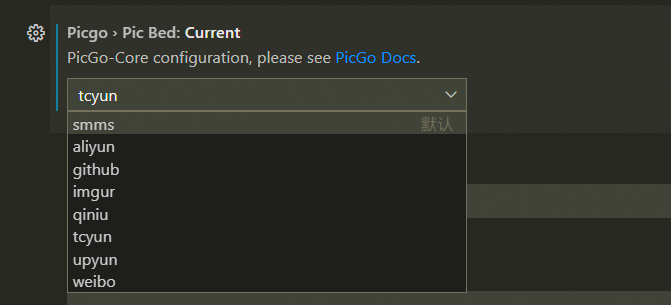 Picgo › Pic Bed: Current
PicGo-Core configuration, please see PicGo Docs.
tcyun
smms 默认
aliyun
github
imgur
qiniu
tcyun
upyun
weibo